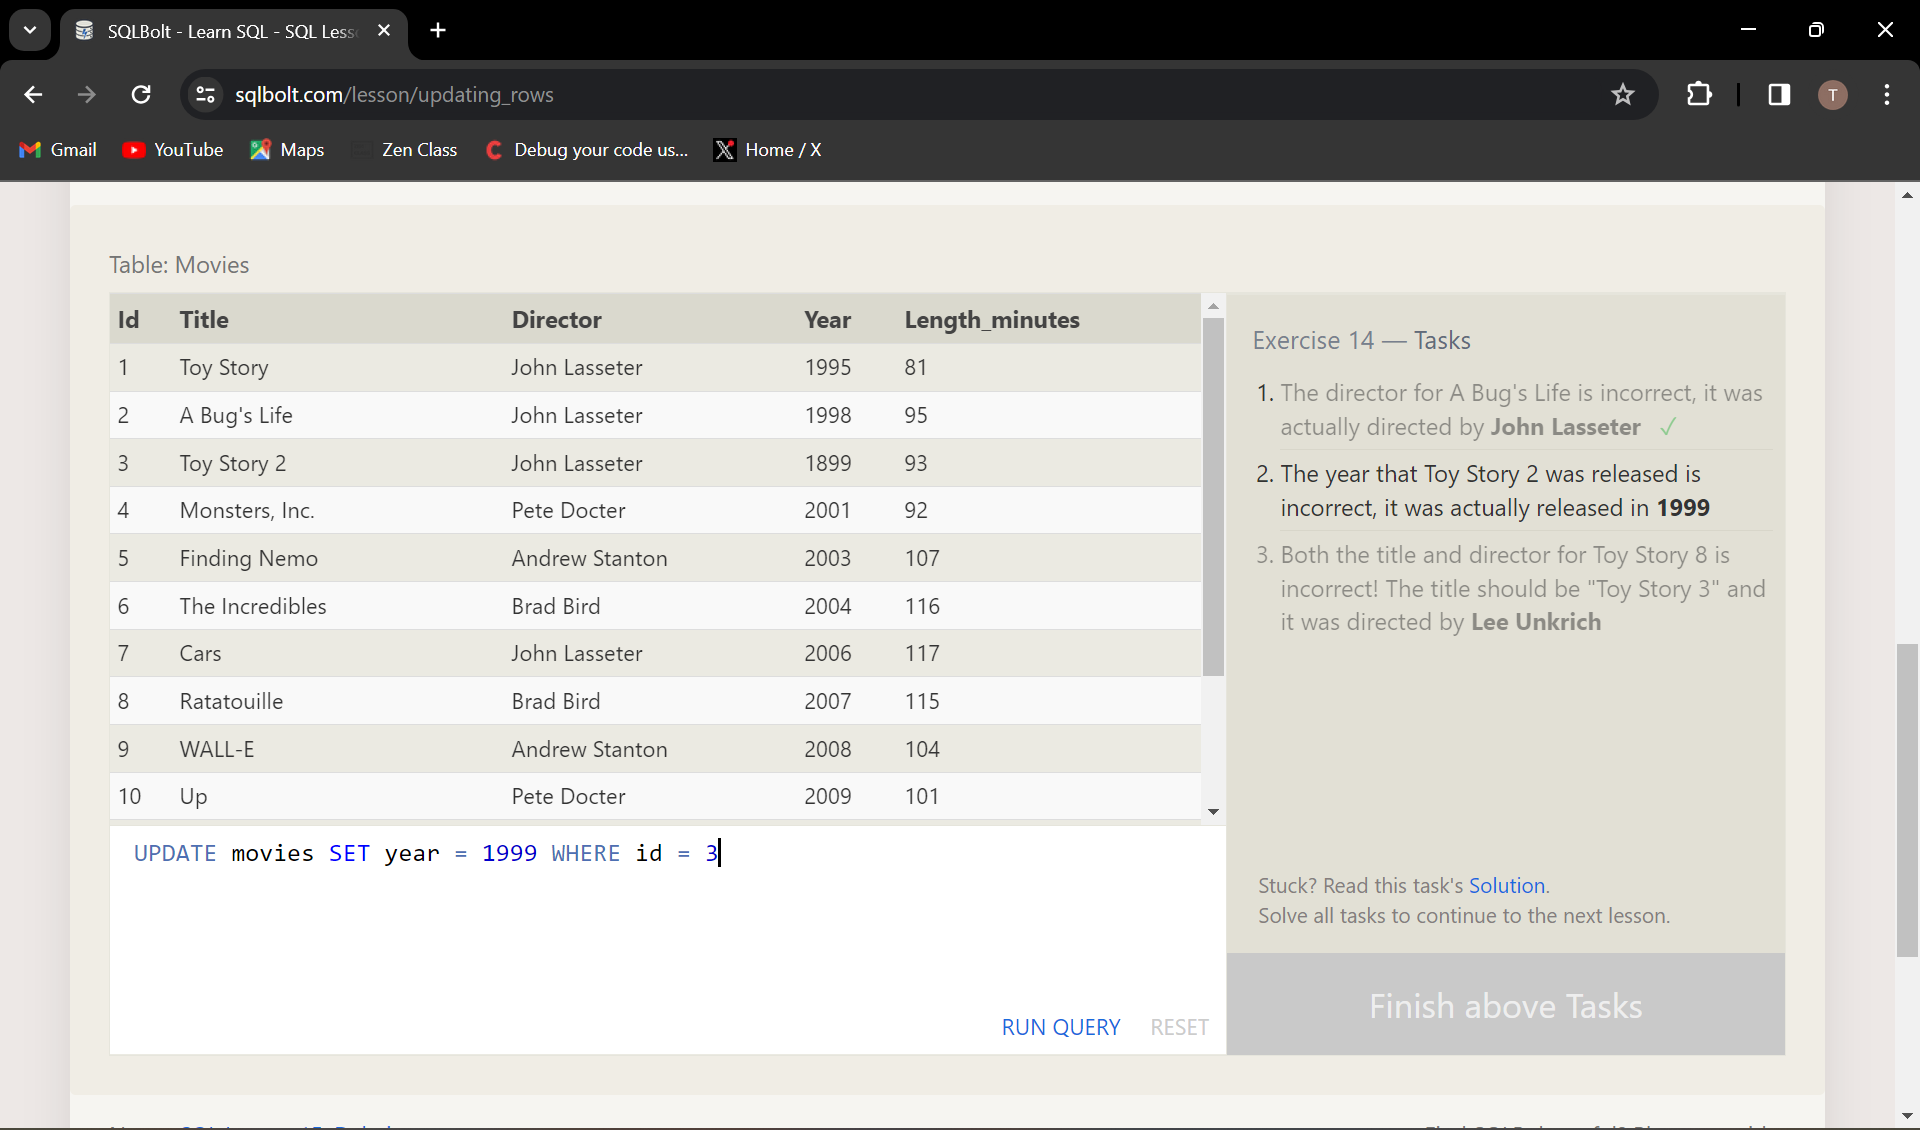 SQLBolt - Learn SQL - SQL Less
sqlbolt.com/lesson/updating_rows
T
Gmail
YouTube
Maps
Zen Class
Debug your code us...
Home / X
Table: Movies
Id Title Director Year Length_minutes
1 Toy Story John Lasseter 1995 81
2 A Bug's Life John Lasseter 1998 95
3 Toy Story 2 John Lasseter 1899 93
4 Monsters, Inc. Pete Docter 2001 92
5 Finding Nemo Andrew Stanton 2003 107
6 The Incredibles Brad Bird 2004 116
7 Cars John Lasseter 2006 117
8 Ratatouille Brad Bird 2007 115
9 WALL-E Andrew Stanton 2008 104
10 Up Pete Docter 2009 101
UPDATE movies SET year = 1999 WHERE id = 3
RUN QUERY RESET
Exercise 14 — Tasks
1. The director for A Bug's Life is incorrect, it was
actually directed by John Lasseter ✓
2. The year that Toy Story 2 was released is
incorrect, it was actually released in 1999
3. Both the title and director for Toy Story 8 is
incorrect! The title should be "Toy Story 3" and
it was directed by Lee Unkrich
Stuck? Read this task's Solution.
Solve all tasks to continue to the next lesson.
Finish above Tasks